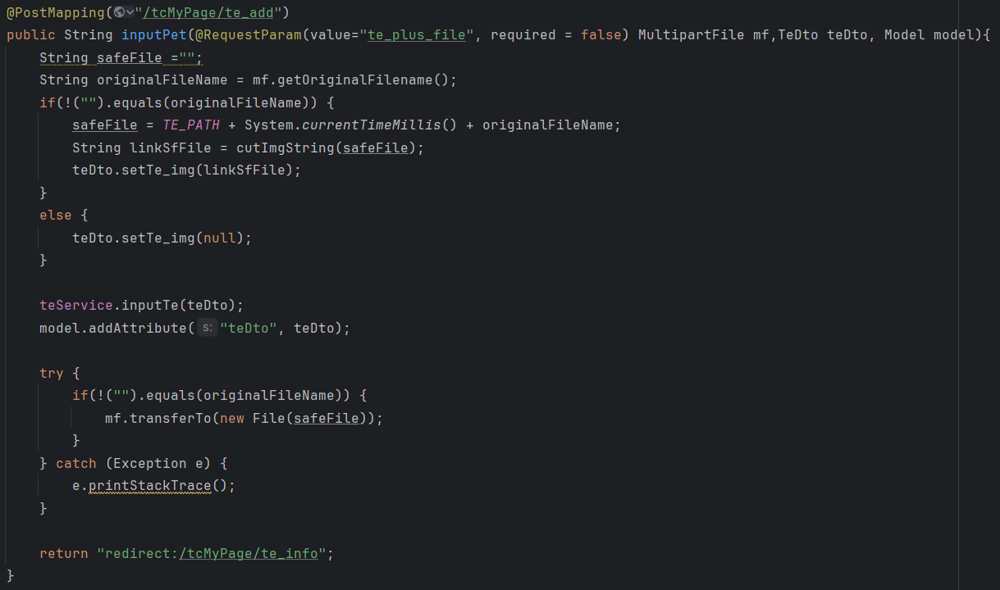 @PostMapping("/tcMyPage/te_add")
public String inputPet(@RequestParam(value="te_plus_file", required = false) MultipartFile mf,TeDto teDto, Model model){
    String safeFile ="";
    String originalFileName = mf.getOriginalFilename();
    if(!("").equals(originalFileName)) {
        safeFile = TE_PATH + System.currentTimeMillis() + originalFileName;
        String linkSfFile = cutImgString(safeFile);
        teDto.setTe_img(linkSfFile);
    }
    else {
        teDto.setTe_img(null);
    }

    teService.inputTe(teDto);
    model.addAttribute( s: "teDto", teDto);

    try {
        if(!("").equals(originalFileName)) {
            mf.transferTo(new File(safeFile));
        }
    } catch (Exception e) {
        e.printStackTrace();
    }

    return "redirect:/tcMyPage/te_info";
}